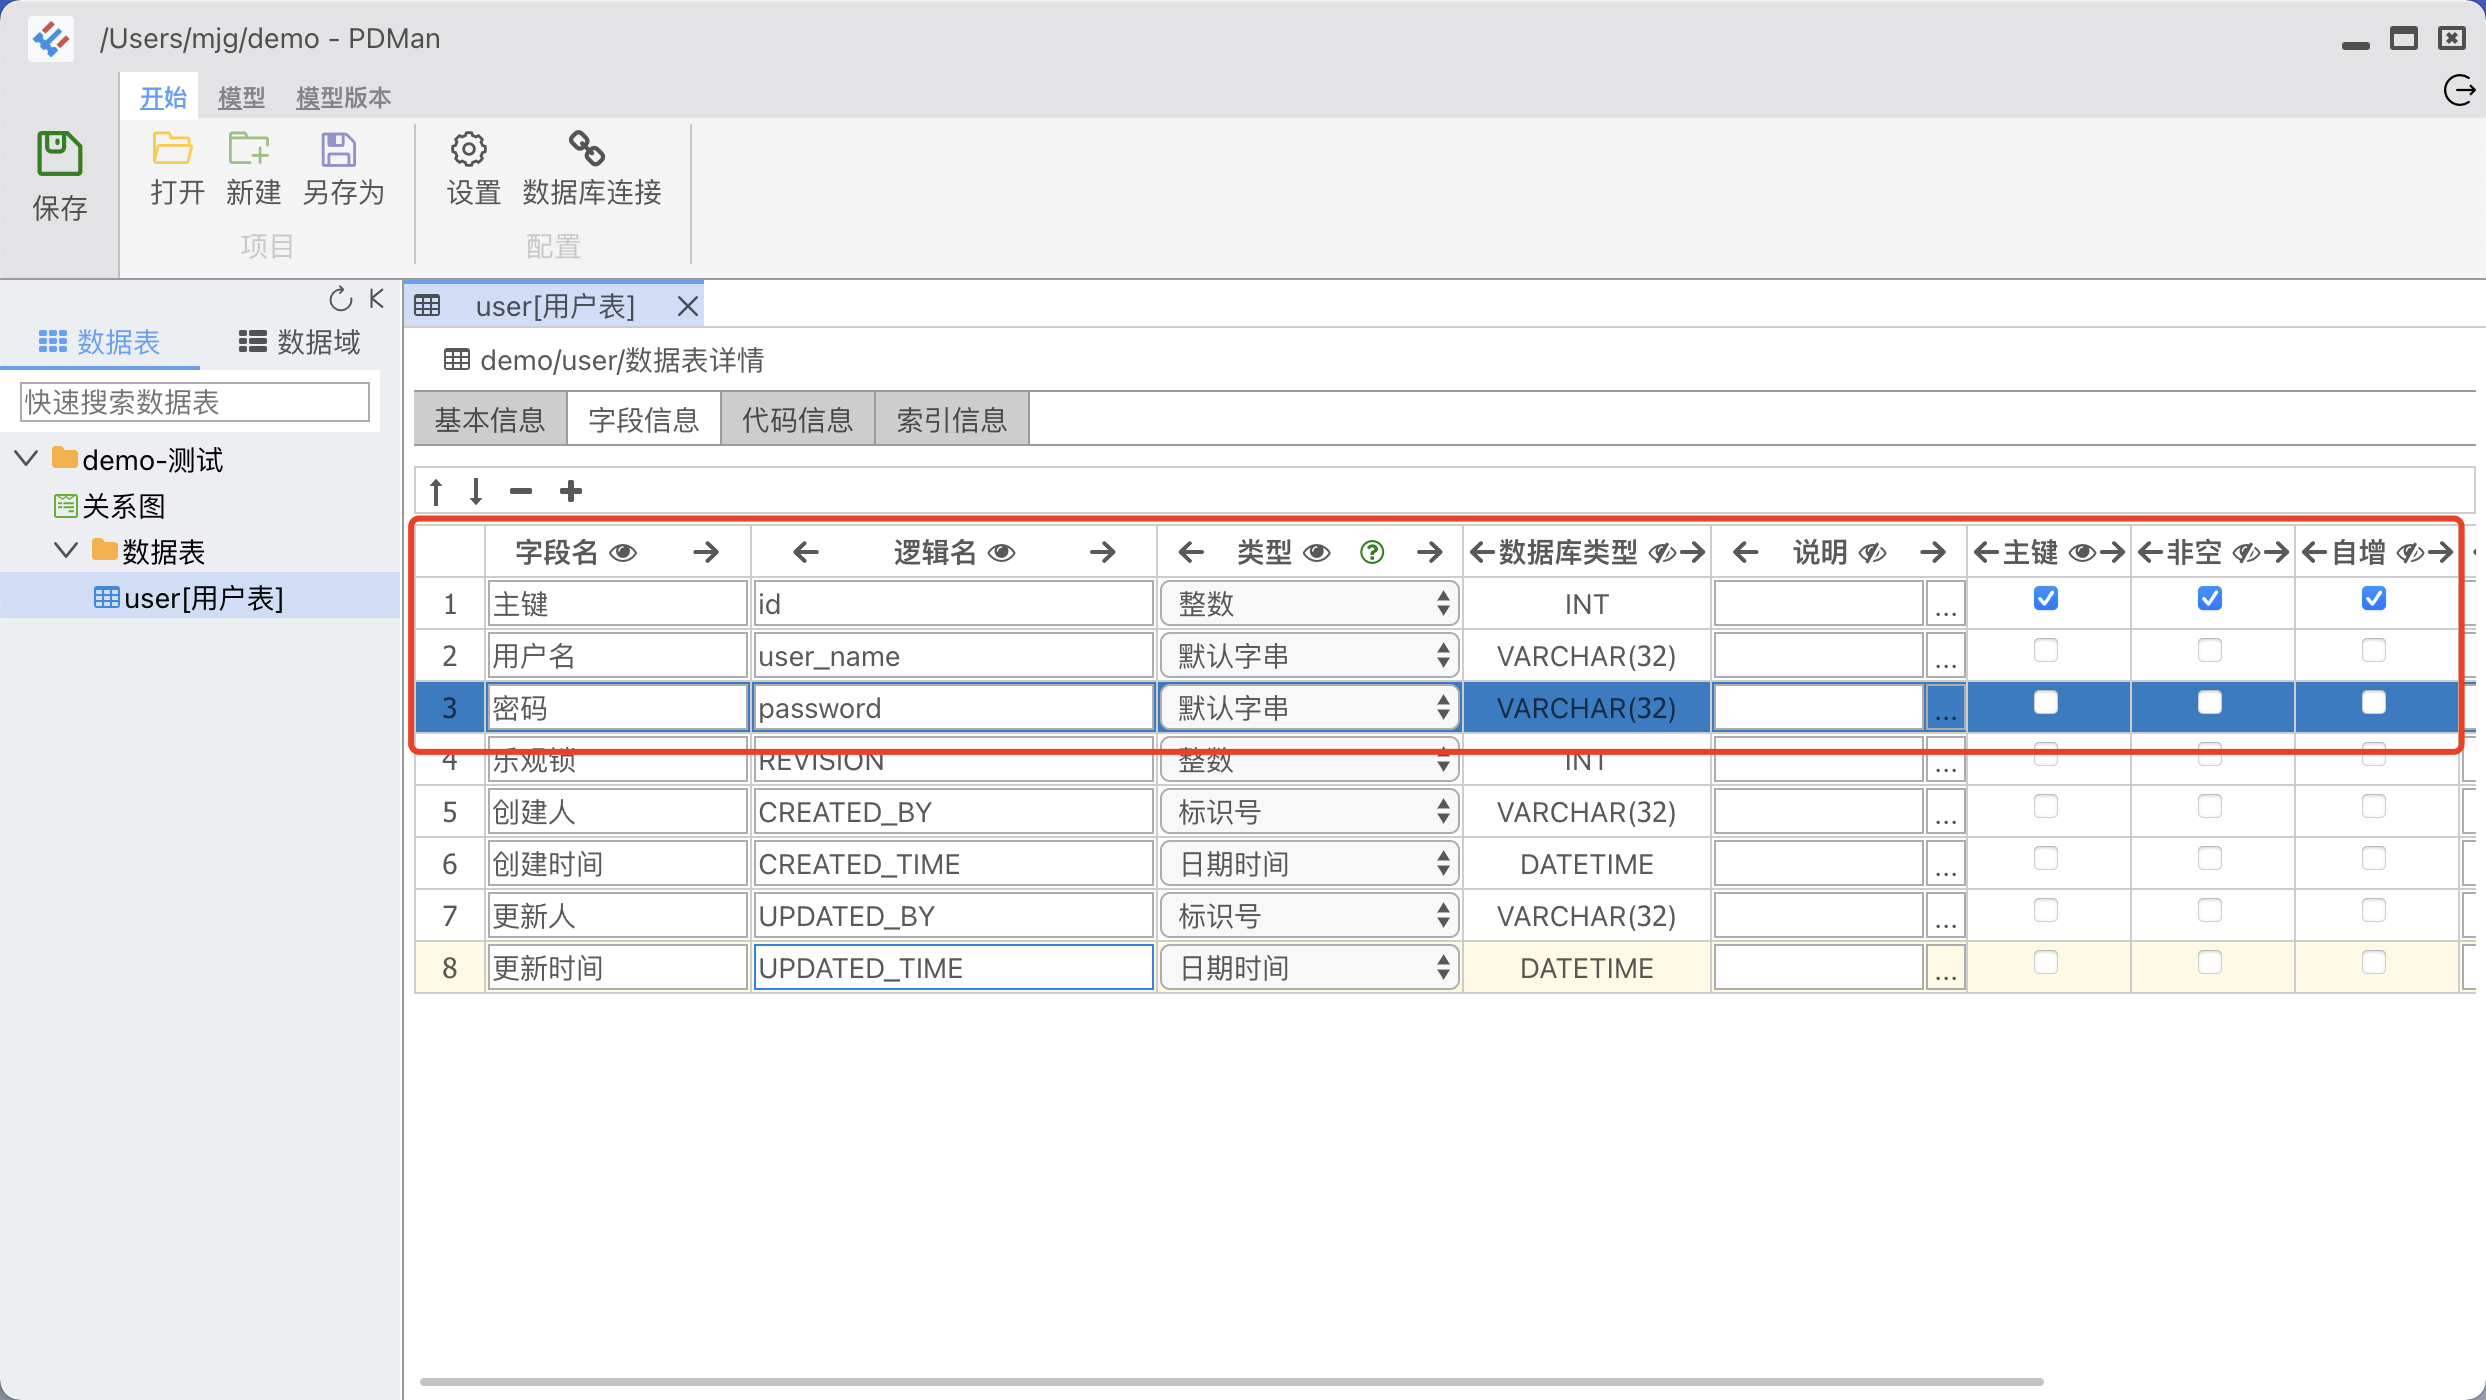 /Users/mjg/demo - PDMan
开始 模型 模型版本
保存
打开 新建 另存为 设置 数据库连接
项目 配置
数据表 数据域
快速搜索数据表
demo-测试
关系图
数据表
user[用户表]
user[用户表]
demo/user/数据表详情
基本信息 字段信息 代码信息 索引信息
字段名 逻辑名 类型 数据库类型 说明 主键 非空 自增
1 主键 id 整数 INT ...
2 用户名 user_name 默认字串 VARCHAR(32) ...
3 密码 password 默认字串 VARCHAR(32) ...
4 乐观锁 REVISION 整数 INT ...
5 创建人 CREATED_BY 标识号 VARCHAR(32) ...
6 创建时间 CREATED_TIME 日期时间 DATETIME ...
7 更新人 UPDATED_BY 标识号 VARCHAR(32) ...
8 更新时间 UPDATED_TIME 日期时间 DATETIME ...